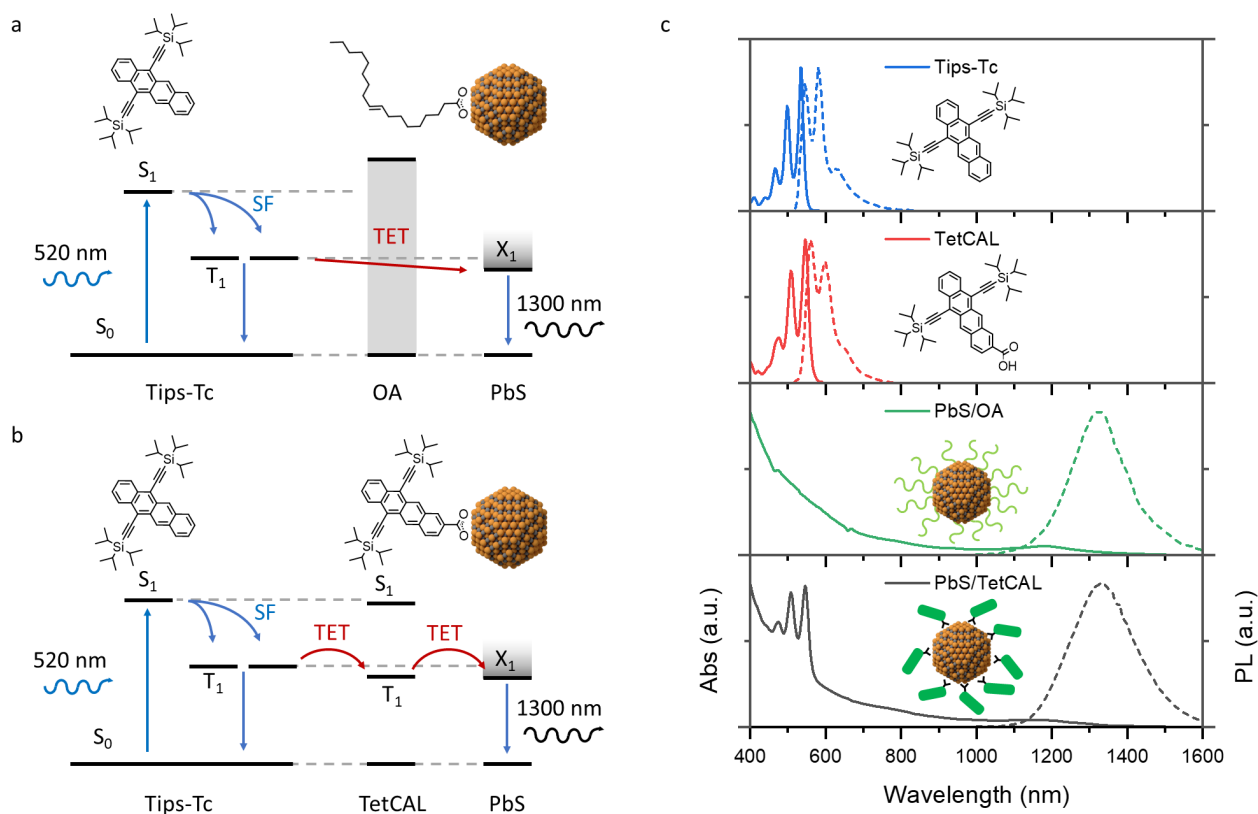 a
Si
Si
O
O
S1
SF
520 nm
TET
X1
T1
1300 nm
S0
Tips-Tc
OA
PbS
b
Si
Si
Si
Si
O
O
S1
S1
SF
520 nm
TET
TET
X1
T1
T1
1300 nm
S0
Tips-Tc
TetCAL
PbS
c
Tips-Tc
Si
Si
TetCAL
Si
Si
O
OH
PbS/OA
PbS/TetCAL
Abs (a.u.)
PL (a.u.)
400 600 800 1000 1200 1400 1600
Wavelength (nm)